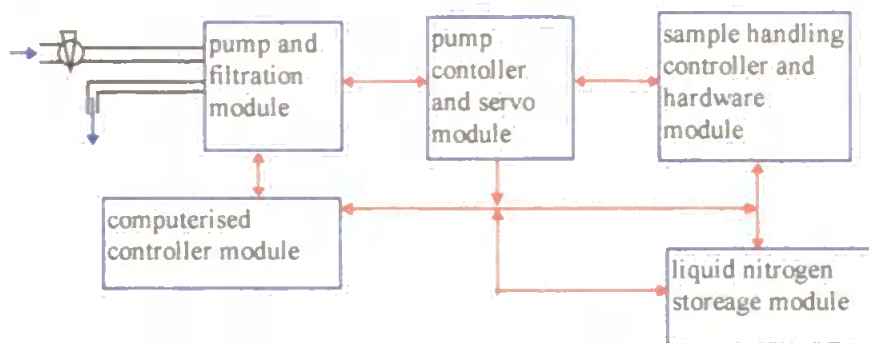 pump and
filtration
module
pump
contoller
and servo
module
sample handling
controller and
hardware
module
computerised
controller module
liquid nitrogen
storeage module